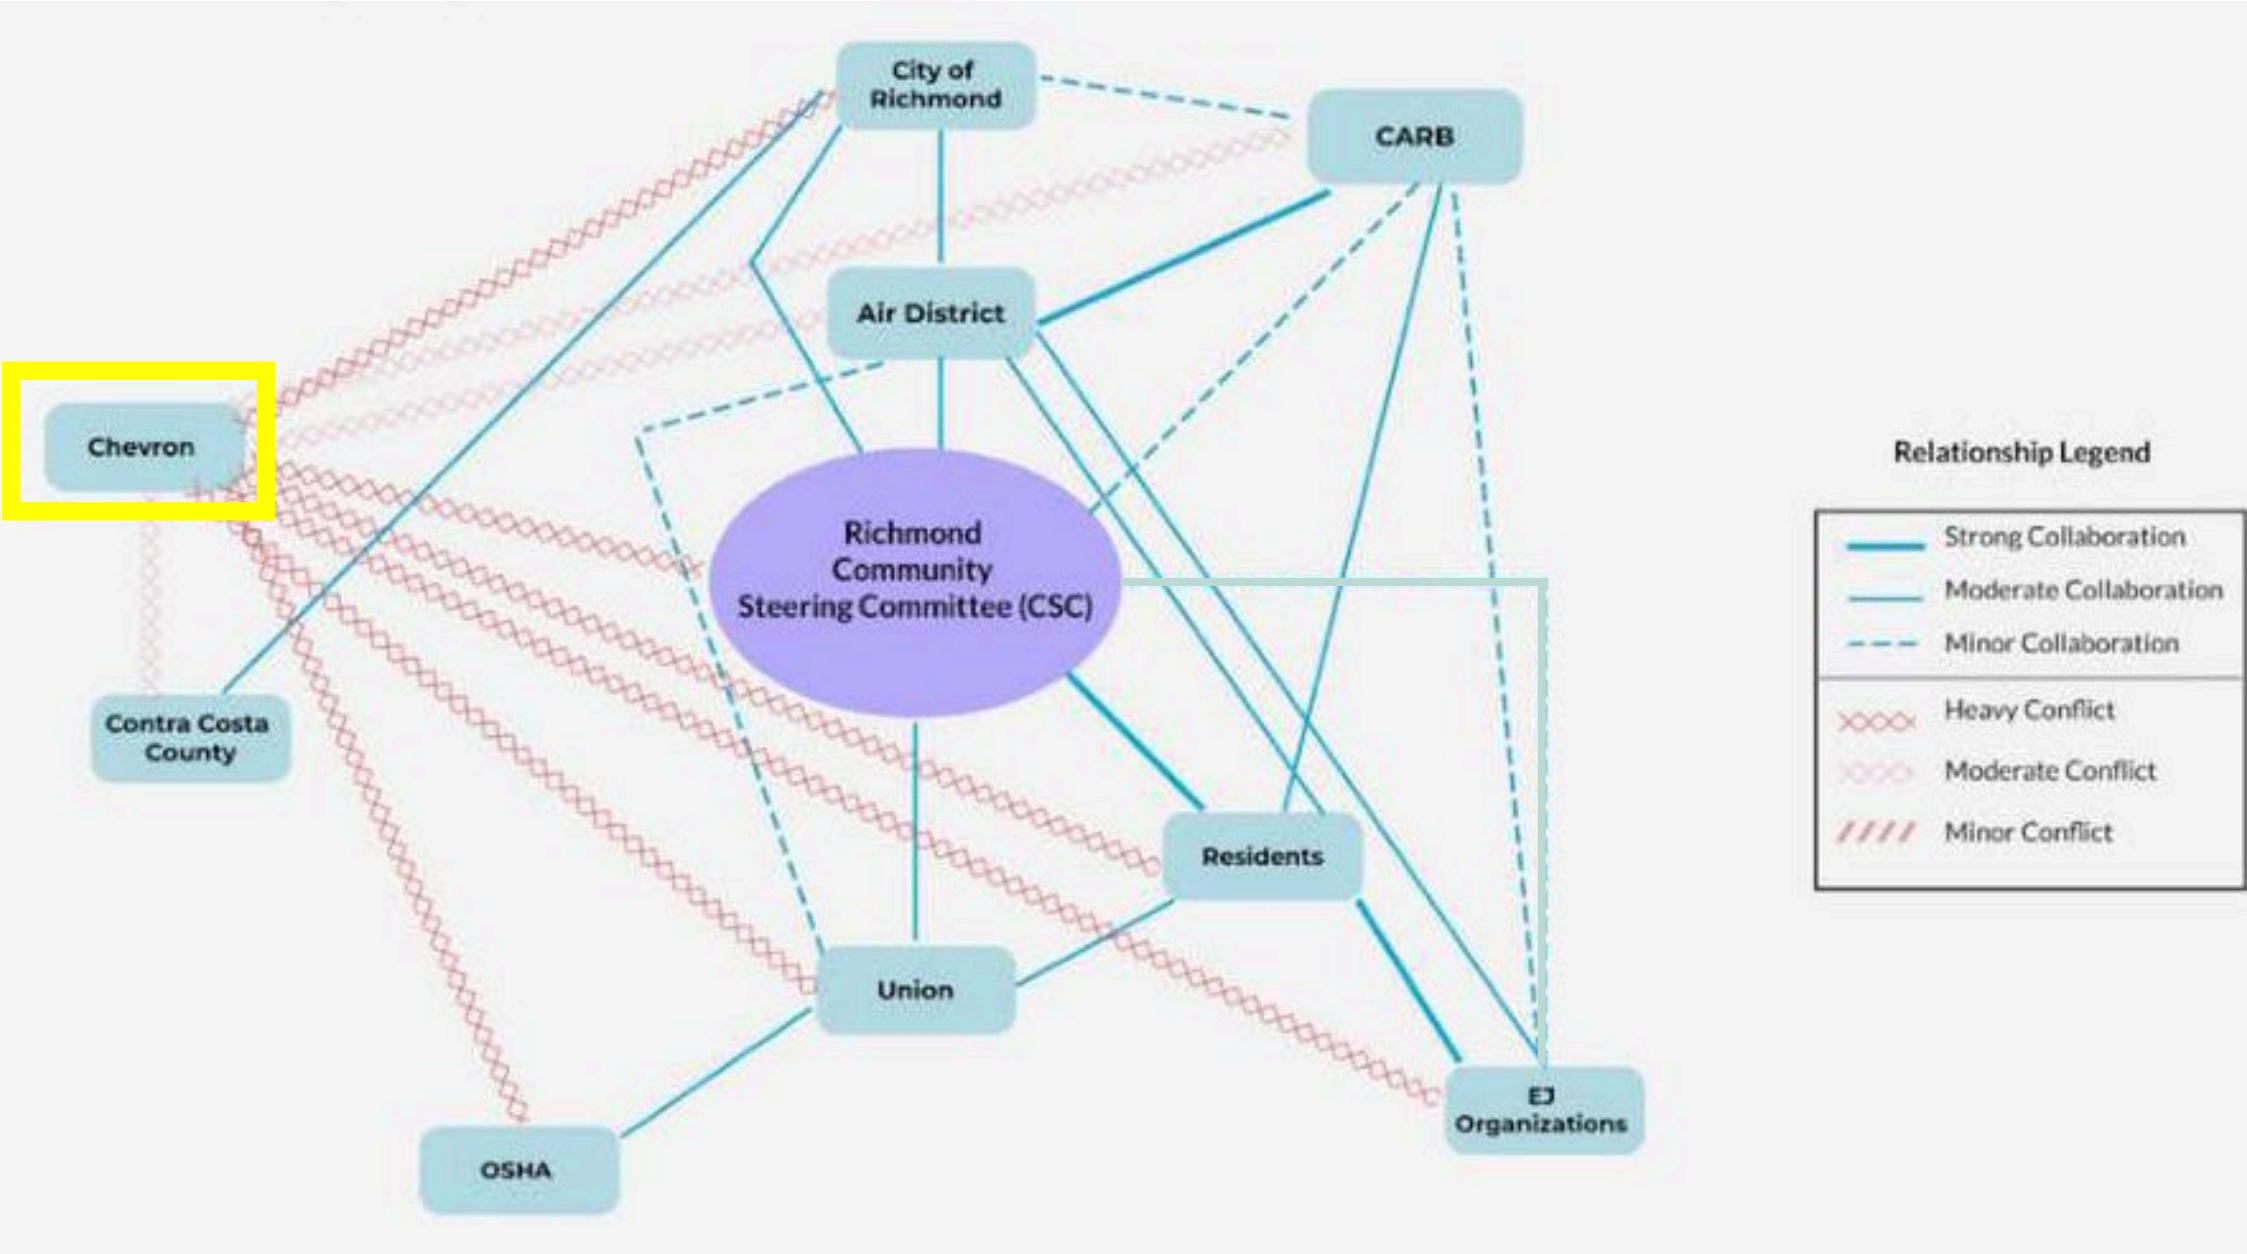 City of
Richmond
CARB
Air District
Chevron
Richmond
Community
Steering Committee (CSC)
Contra Costa
County
Residents
Union
EJ
Organizations
OSHA
Relationship Legend
Strong Collaboration
Moderate Collaboration
Minor Collaboration
Heavy Conflict
Moderate Conflict
Minor Conflict